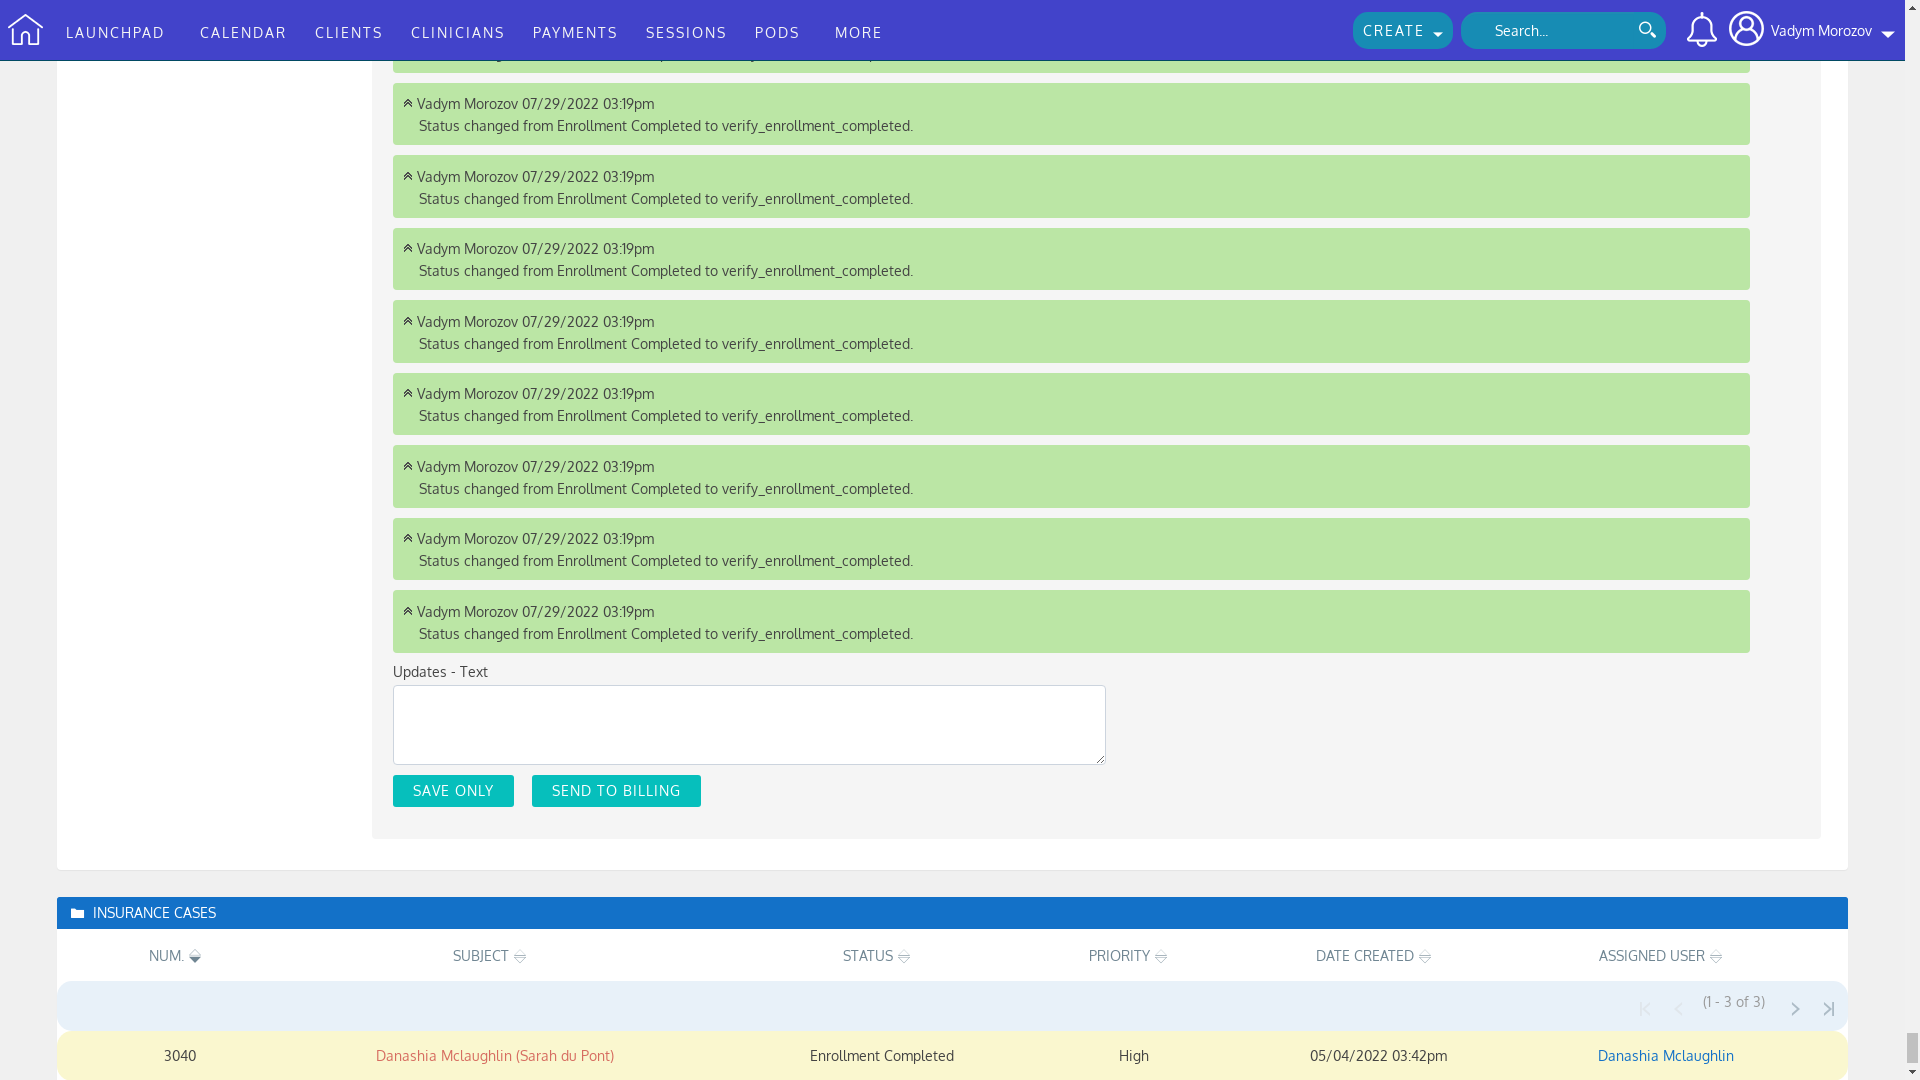 LAUNCHPAD CALENDAR CLIENTS CLINICIANS PAYMENTS SESSIONS PODS MORE CREATE Search... Vadym Morozov
Vadym Morozov 07/29/2022 03:19pm
Status changed from Enrollment Completed to verify_enrollment_completed.
Vadym Morozov 07/29/2022 03:19pm
Status changed from Enrollment Completed to verify_enrollment_completed.
Vadym Morozov 07/29/2022 03:19pm
Status changed from Enrollment Completed to verify_enrollment_completed.
Vadym Morozov 07/29/2022 03:19pm
Status changed from Enrollment Completed to verify_enrollment_completed.
Vadym Morozov 07/29/2022 03:19pm
Status changed from Enrollment Completed to verify_enrollment_completed.
Vadym Morozov 07/29/2022 03:19pm
Status changed from Enrollment Completed to verify_enrollment_completed.
Vadym Morozov 07/29/2022 03:19pm
Status changed from Enrollment Completed to verify_enrollment_completed.
Vadym Morozov 07/29/2022 03:19pm
Status changed from Enrollment Completed to verify_enrollment_completed.
Updates - Text
SAVE ONLY SEND TO BILLING
INSURANCE CASES
NUM. SUBJECT STATUS PRIORITY DATE CREATED ASSIGNED USER
(1 - 3 of 3)
3040 Danashia Mclaughlin (Sarah du Pont) Enrollment Completed High 05/04/2022 03:42pm Danashia Mclaughlin